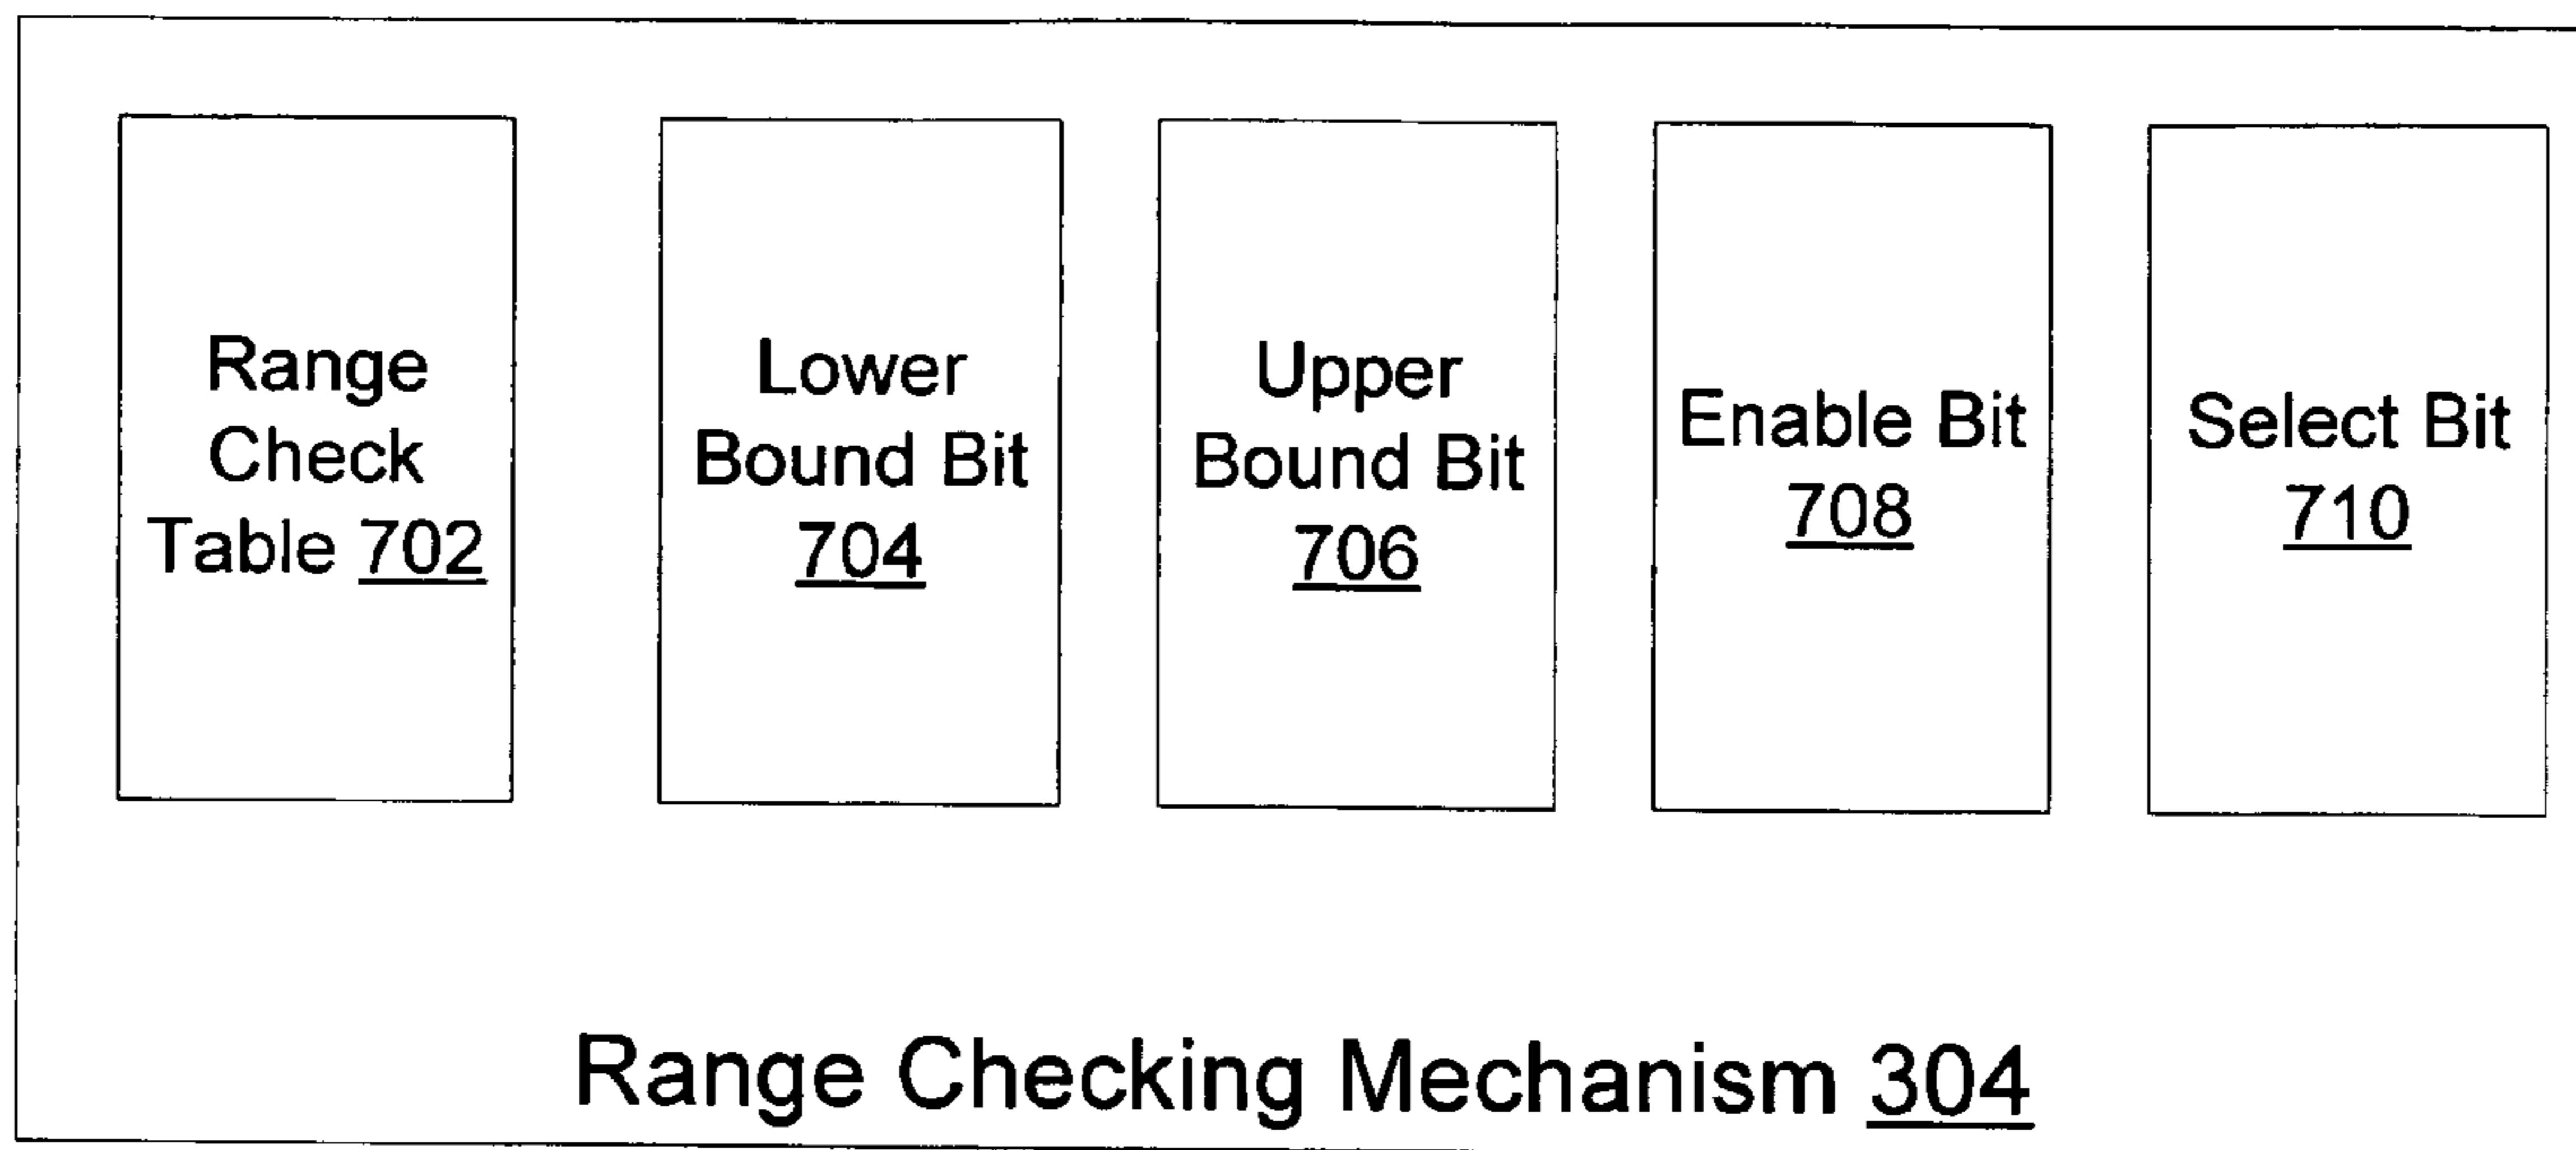 Range
Check
Table 702
Lower
Bound Bit
704
Upper
Bound Bit
706
Enable Bit
708
Select Bit
710
Range Checking Mechanism 304